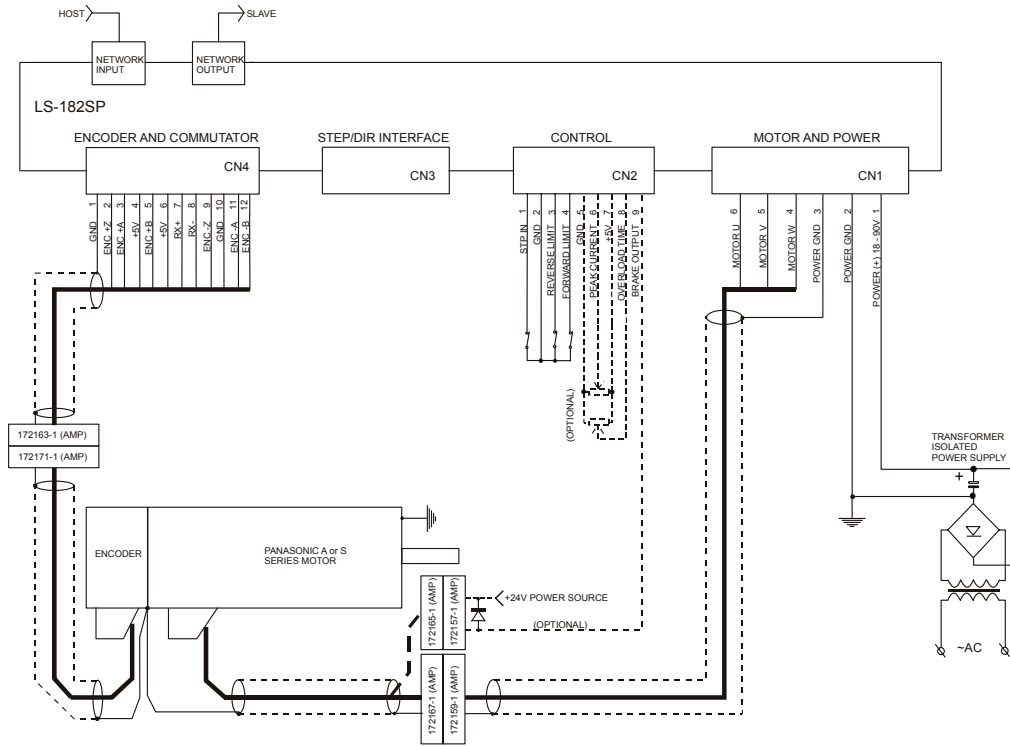 HOST
SLAVE
NETWORK
INPUT
NETWORK
OUTPUT
LS-182SP
ENCODER AND COMMUTATOR
STEP/DIR INTERFACE
CONTROL
MOTOR AND POWER
CN4
CN3
CN2
CN1
GND 1
ENC +Z 2
ENC +A 3
+5V 4
ENC +B 5
+5V 6
RX+ 7
RX- 8
ENC -Z 9
GND 10
ENC -A 11
ENC -B 12
STP IN 1
GND 2
REVERSE LIMIT 3
FORWARD LIMIT 4
GND 5
PEAK CURRENT 6
+5V 7
OVERLOAD TIME 8
BRAKE OUTPUT 9
MOTOR U 6
MOTOR V 5
MOTOR W 4
POWER GND 3
POWER GND 2
POWER (+) 18 - 90V 1
(OPTIONAL)
172163-1 (AMP)
172171-1 (AMP)
TRANSFORMER
ISOLATED
POWER SUPPLY
+
ENCODER
PANASONIC A or S
SERIES MOTOR
172165-1 (AMP)
172157-1 (AMP)
+24V POWER SOURCE
(OPTIONAL)
172167-1 (AMP)
172159-1 (AMP)
~AC